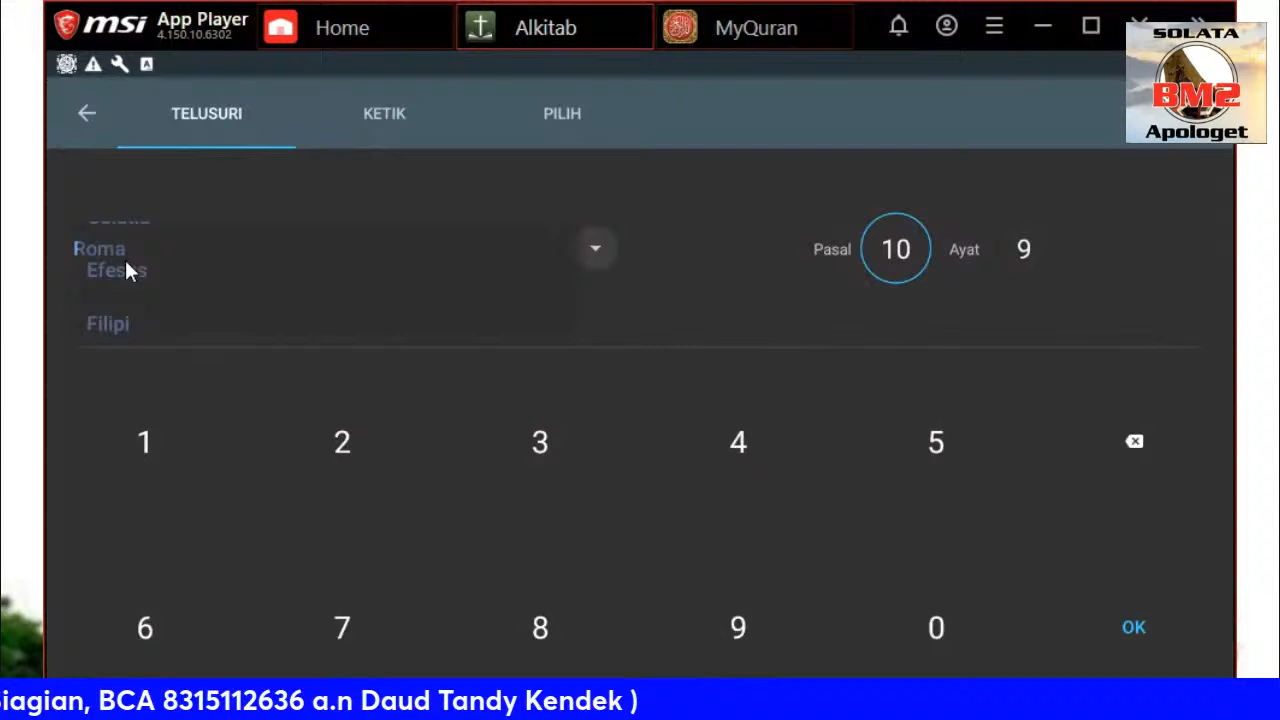 msi App Player
4.150.10.6302
Home
Alkitab
MyQuran
SOLATA
BM2
Apologet
TELUSURI
KETIK
PILIH
Roma
Efesus
Filipi
Pasal 10 Ayat 9
1 2 3 4 5
6 7 8 9 0 OK
Siagian, BCA 8315112636 a.n Daud Tandy Kendek )